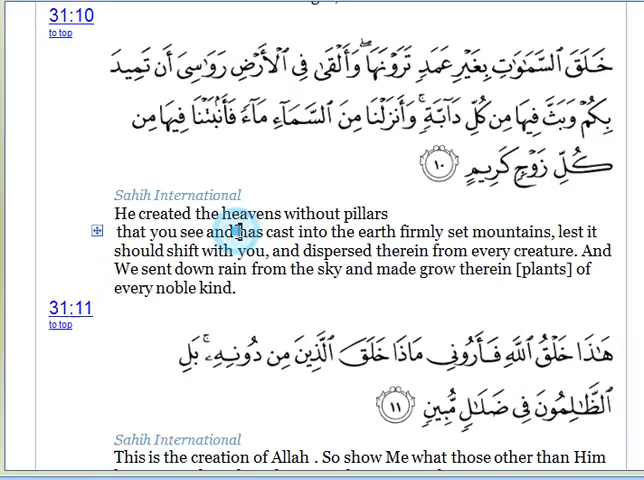 31:10
to top
خَلَقَ ٱلسَّمَـٰوَٰتِ بِغَيْرِ عَمَدٍ تَرَوْنَهَا ۖ وَأَلْقَىٰ فِى ٱلْأَرْضِ رَوَٰسِىَ أَن تَمِيدَ
بِكُمْ وَبَثَّ فِيهَا مِن كُلِّ دَآبَّةٍ ۚ وَأَنزَلْنَا مِنَ ٱلسَّمَآءِ مَآءً فَأَنۢبَتْنَا فِيهَا مِن
كُلِّ زَوْجٍ كَرِيمٍ ١٠
Sahih International
He created the heavens without pillars
that you see and has cast into the earth firmly set mountains, lest it
should shift with you, and dispersed therein from every creature. And
We sent down rain from the sky and made grow therein [plants] of
every noble kind.
31:11
to top
هَـٰذَا خَلْقُ ٱللَّهِ فَأَرُونِى مَاذَا خَلَقَ ٱلَّذِينَ مِن دُونِهِۦ ۚ بَلِ
ٱلظَّـٰلِمُونَ فِى ضَلَـٰلٍ مُّبِينٍ ١١
Sahih International
This is the creation of Allah . So show Me what those other than Him